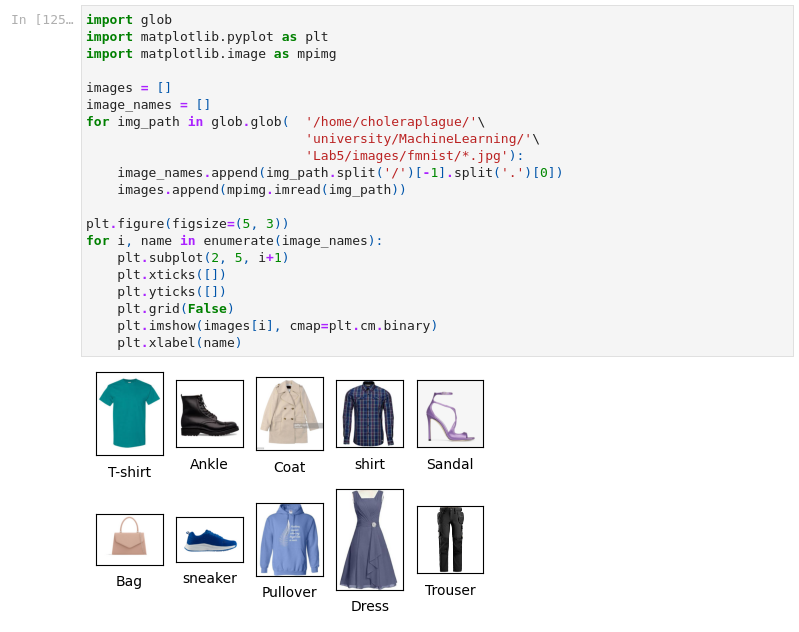 In [125…
import glob
import matplotlib.pyplot as plt
import matplotlib.image as mpimg
images = []
image_names = []
for img_path in glob.glob(  '/home/choleraplague/'\
                            'university/MachineLearning/'\
                            'Lab5/images/fmnist/*.jpg'):
    image_names.append(img_path.split('/')[-1].split('.')[0])
    images.append(mpimg.imread(img_path))
plt.figure(figsize=(5, 3))
for i, name in enumerate(image_names):
    plt.subplot(2, 5, i+1)
    plt.xticks([])
    plt.yticks([])
    plt.grid(False)
    plt.imshow(images[i], cmap=plt.cm.binary)
    plt.xlabel(name)
T-shirt
Ankle
Coat
shirt
Sandal
Bag
sneaker
Pullover
Dress
Trouser